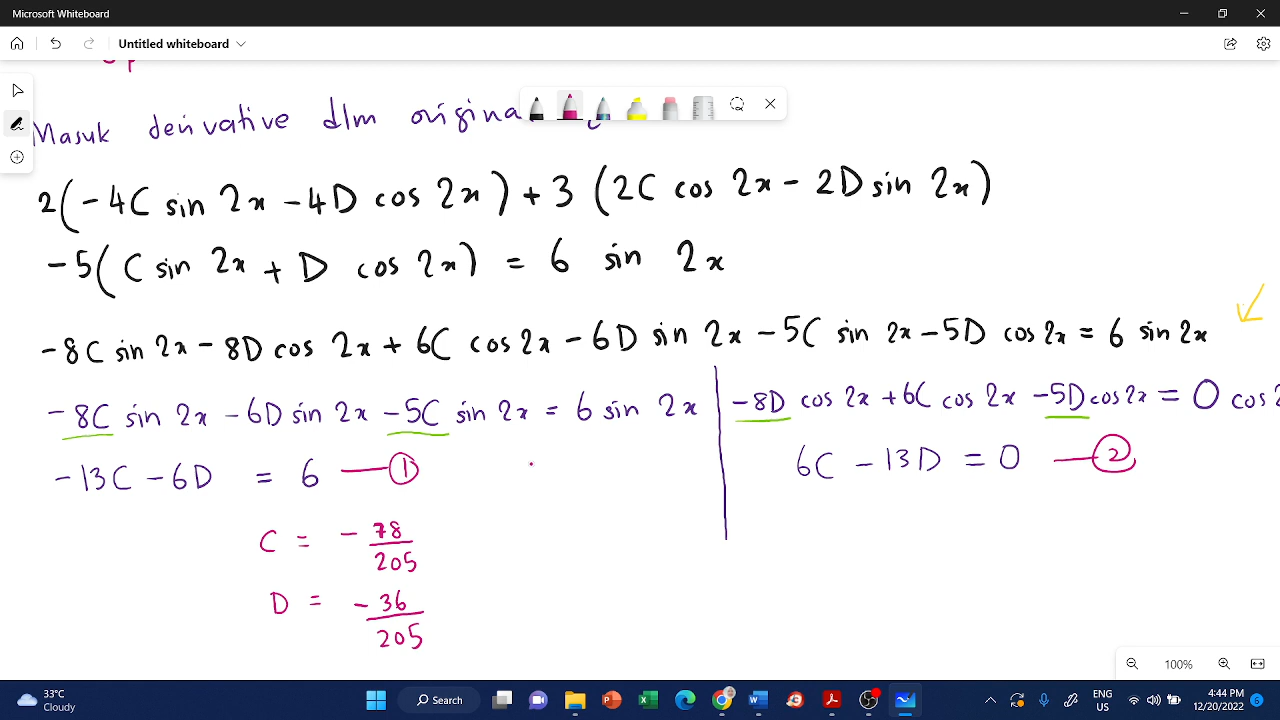 Microsoft Whiteboard
Untitled whiteboard
Masuk derivative dlm
2(-4C sin 2x - 4D cos 2x) + 3 (2C cos 2x - 2D sin 2x)
-5(C sin 2x + D cos 2x) = 6 sin 2x
-8C sin 2x - 8D cos 2x + 6C cos 2x - 6D sin 2x - 5C sin 2x - 5D cos 2x = 6 sin 2x
-8C sin 2x - 6D sin 2x - 5C sin 2x = 6 sin 2x
-8D cos 2x + 6C cos 2x - 5D cos 2x = 0 cos
-13C - 6D = 6 — 1
6C - 13D = 0 — 2
C = - 78/205
D = - 36/205
100%
33°C
Cloudy
Search
ENG
US
4:44 PM
12/20/2022
5